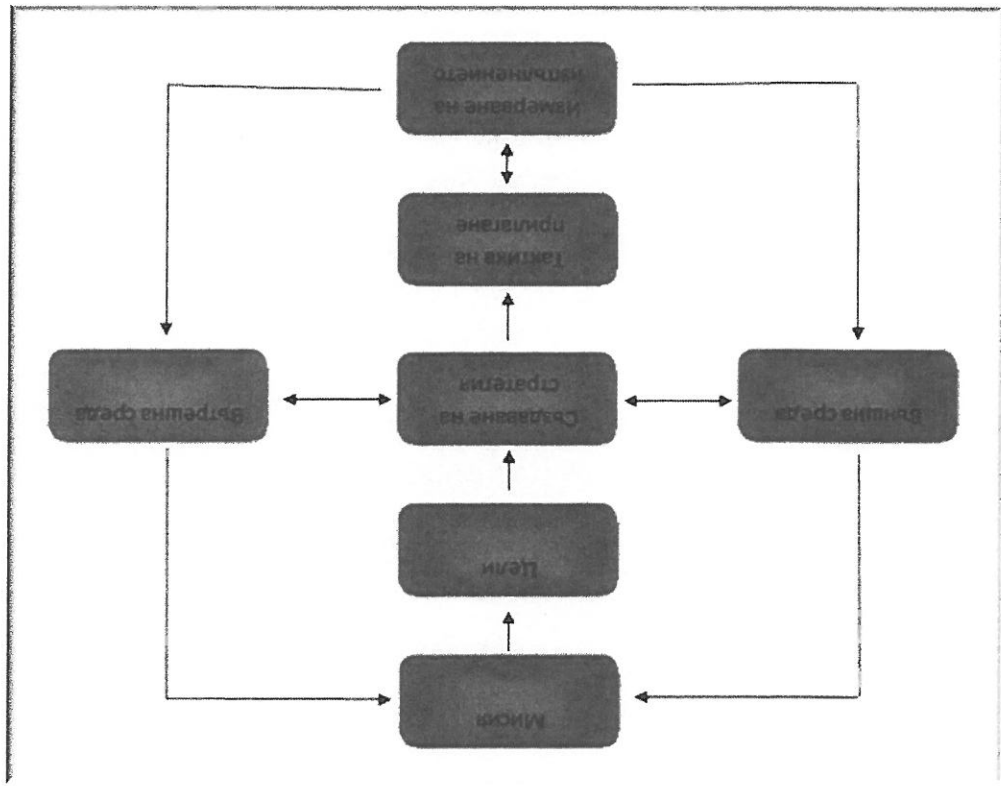 Мисия
Цели
Външна среда
Създаване на
стратегия
Вътрешна среда
Тактика на
прилагане
Измерване на
изпълнението